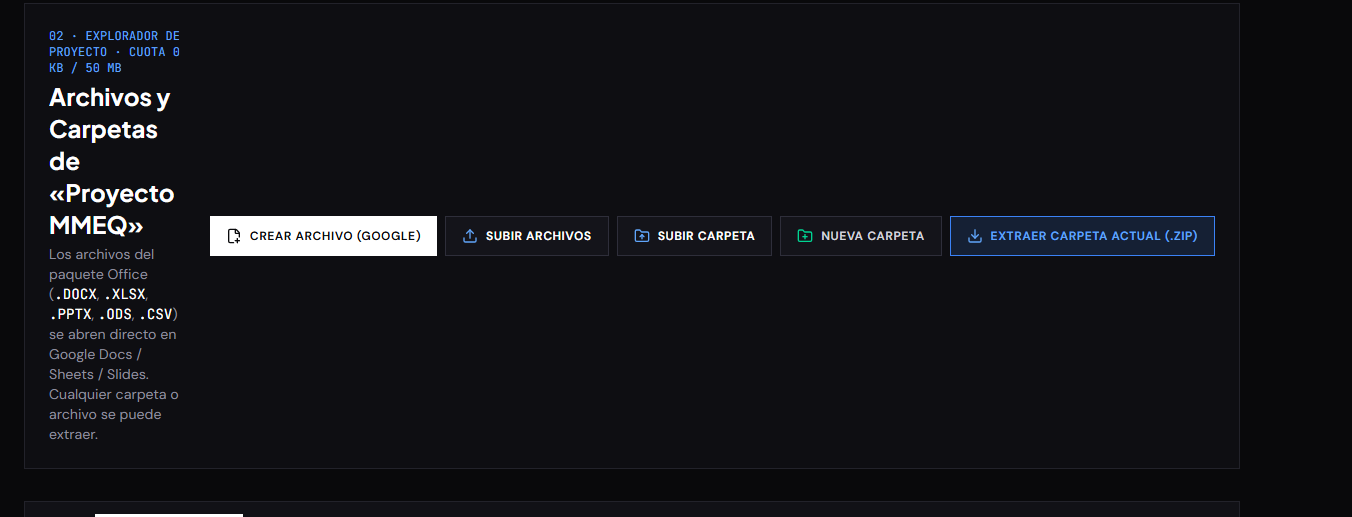 02 · EXPLORADOR DE
PROYECTO · CUOTA 0
KB / 50 MB
Archivos y
Carpetas
de
«Proyecto
MMEQ»
Los archivos del
paquete Office
(.DOCX, .XLSX,
.PPTX, .ODS, .CSV)
se abren directo en
Google Docs /
Sheets / Slides.
Cualquier carpeta o
archivo se puede
extraer.
CREAR ARCHIVO (GOOGLE)
SUBIR ARCHIVOS
SUBIR CARPETA
NUEVA CARPETA
EXTRAER CARPETA ACTUAL (.ZIP)